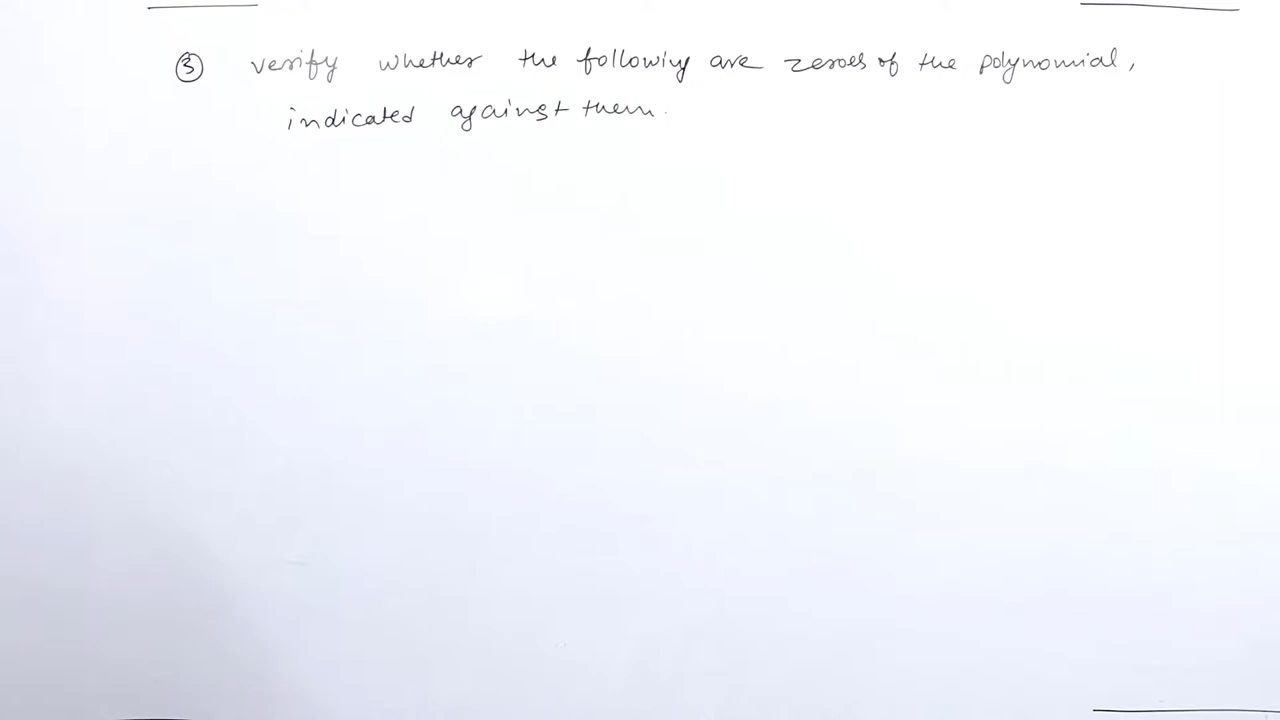 ③ verify whether the following are zeroes of the polynomial,
indicated against them.